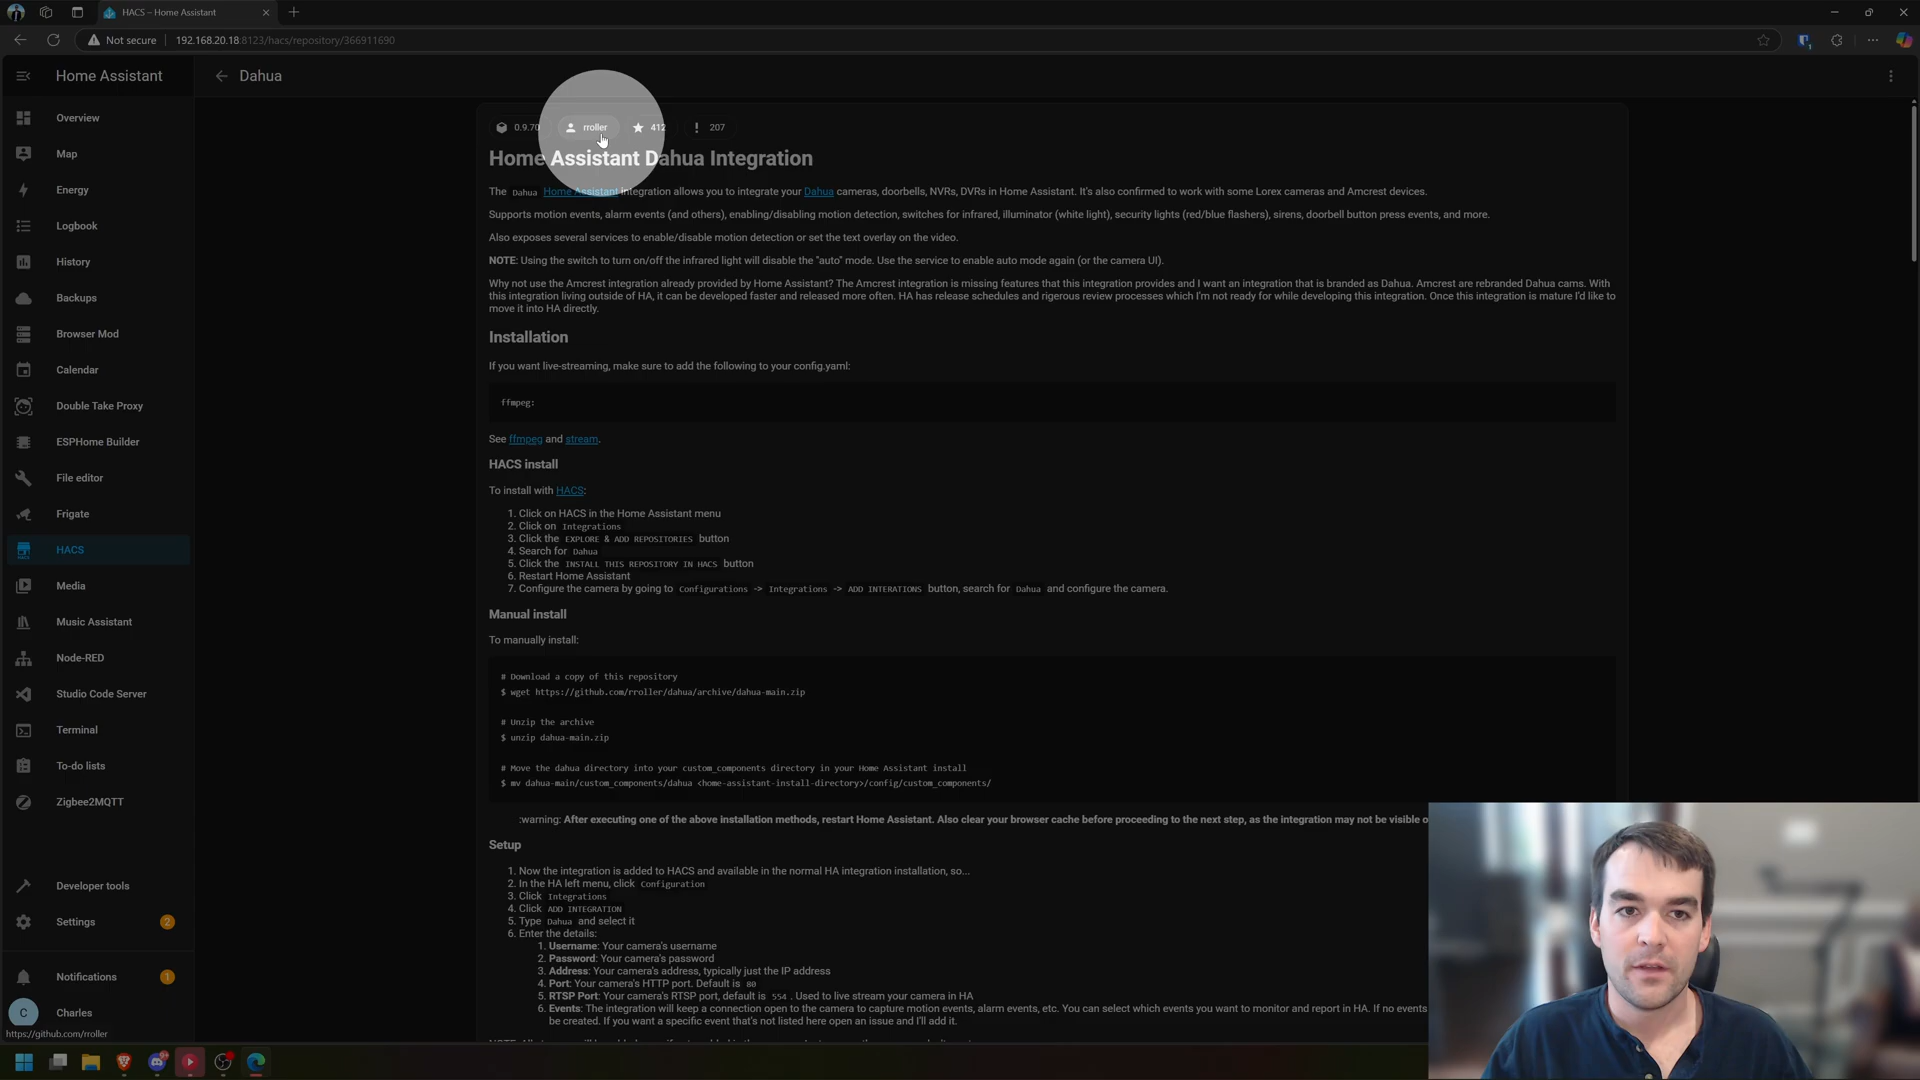 HACS – Home Assistant
Not secure
192.168.20.18:8123/hacs/repository/366911690
Home Assistant
Dahua
Overview
Map
Energy
Logbook
History
Backups
Browser Mod
Calendar
Double Take Proxy
ESPHome Builder
File editor
Frigate
HACS
Media
Music Assistant
Node-RED
Studio Code Server
Terminal
To-do lists
Zigbee2MQTT
Developer tools
Settings 2
Notifications 1
C Charles
https://github.com/rroller
0.9.70 rroller 412 207
Home Assistant Dahua Integration
The Dahua Home Assistant integration allows you to integrate your Dahua cameras, doorbells, NVRs, DVRs in Home Assistant. It's also confirmed to work with some Lorex cameras and Amcrest devices.
Supports motion events, alarm events (and others), enabling/disabling motion detection, switches for infrared, illuminator (white light), security lights (red/blue flashers), sirens, doorbell button press events, and more.
Also exposes several services to enable/disable motion detection or set the text overlay on the video.
NOTE: Using the switch to turn on/off the infrared light will disable the "auto" mode. Use the service to enable auto mode again (or the camera UI).
Why not use the Amcrest integration already provided by Home Assistant? The Amcrest integration is missing features that this integration provides and I want an integration that is branded as Dahua. Amcrest are rebranded Dahua cams. With
this integration living outside of HA, it can be developed faster and released more often. HA has release schedules and rigerous review processes which I'm not ready for while developing this integration. Once this integration is mature I'd like to
move it into HA directly.
Installation
If you want live-streaming, make sure to add the following to your config.yaml:
ffmpeg:
See ffmpeg and stream.
HACS install
To install with HACS:
1. Click on HACS in the Home Assistant menu
2. Click on Integrations
3. Click the EXPLORE & ADD REPOSITORIES button
4. Search for Dahua
5. Click the INSTALL THIS REPOSITORY IN HACS button
6. Restart Home Assistant
7. Configure the camera by going to Configurations -> Integrations -> ADD INTERATIONS button, search for Dahua and configure the camera.
Manual install
To manually install:
# Download a copy of this repository
$ wget https://github.com/rroller/dahua/archive/dahua-main.zip
# Unzip the archive
$ unzip dahua-main.zip
# Move the dahua directory into your custom_components directory in your Home Assistant install
$ mv dahua-main/custom_components/dahua <home-assistant-install-directory>/config/custom_components/
:warning: After executing one of the above installation methods, restart Home Assistant. Also clear your browser cache before proceeding to the next step, as the integration may not be visible o
Setup
1. Now the integration is added to HACS and available in the normal HA integration installation, so...
2. In the HA left menu, click Configuration
3. Click Integrations
4. Click ADD INTEGRATION
5. Type Dahua and select it
6. Enter the details:
1. Username: Your camera's username
2. Password: Your camera's password
3. Address: Your camera's address, typically just the IP address
4. Port: Your camera's HTTP port. Default is 80
5. RTSP Port: Your camera's RTSP port, default is 554 . Used to live stream your camera in HA
6. Events: The integration will keep a connection open to the camera to capture motion events, alarm events, etc. You can select which events you want to monitor and report in HA. If no events
be created. If you want a specific event that's not listed here open an issue and I'll add it.